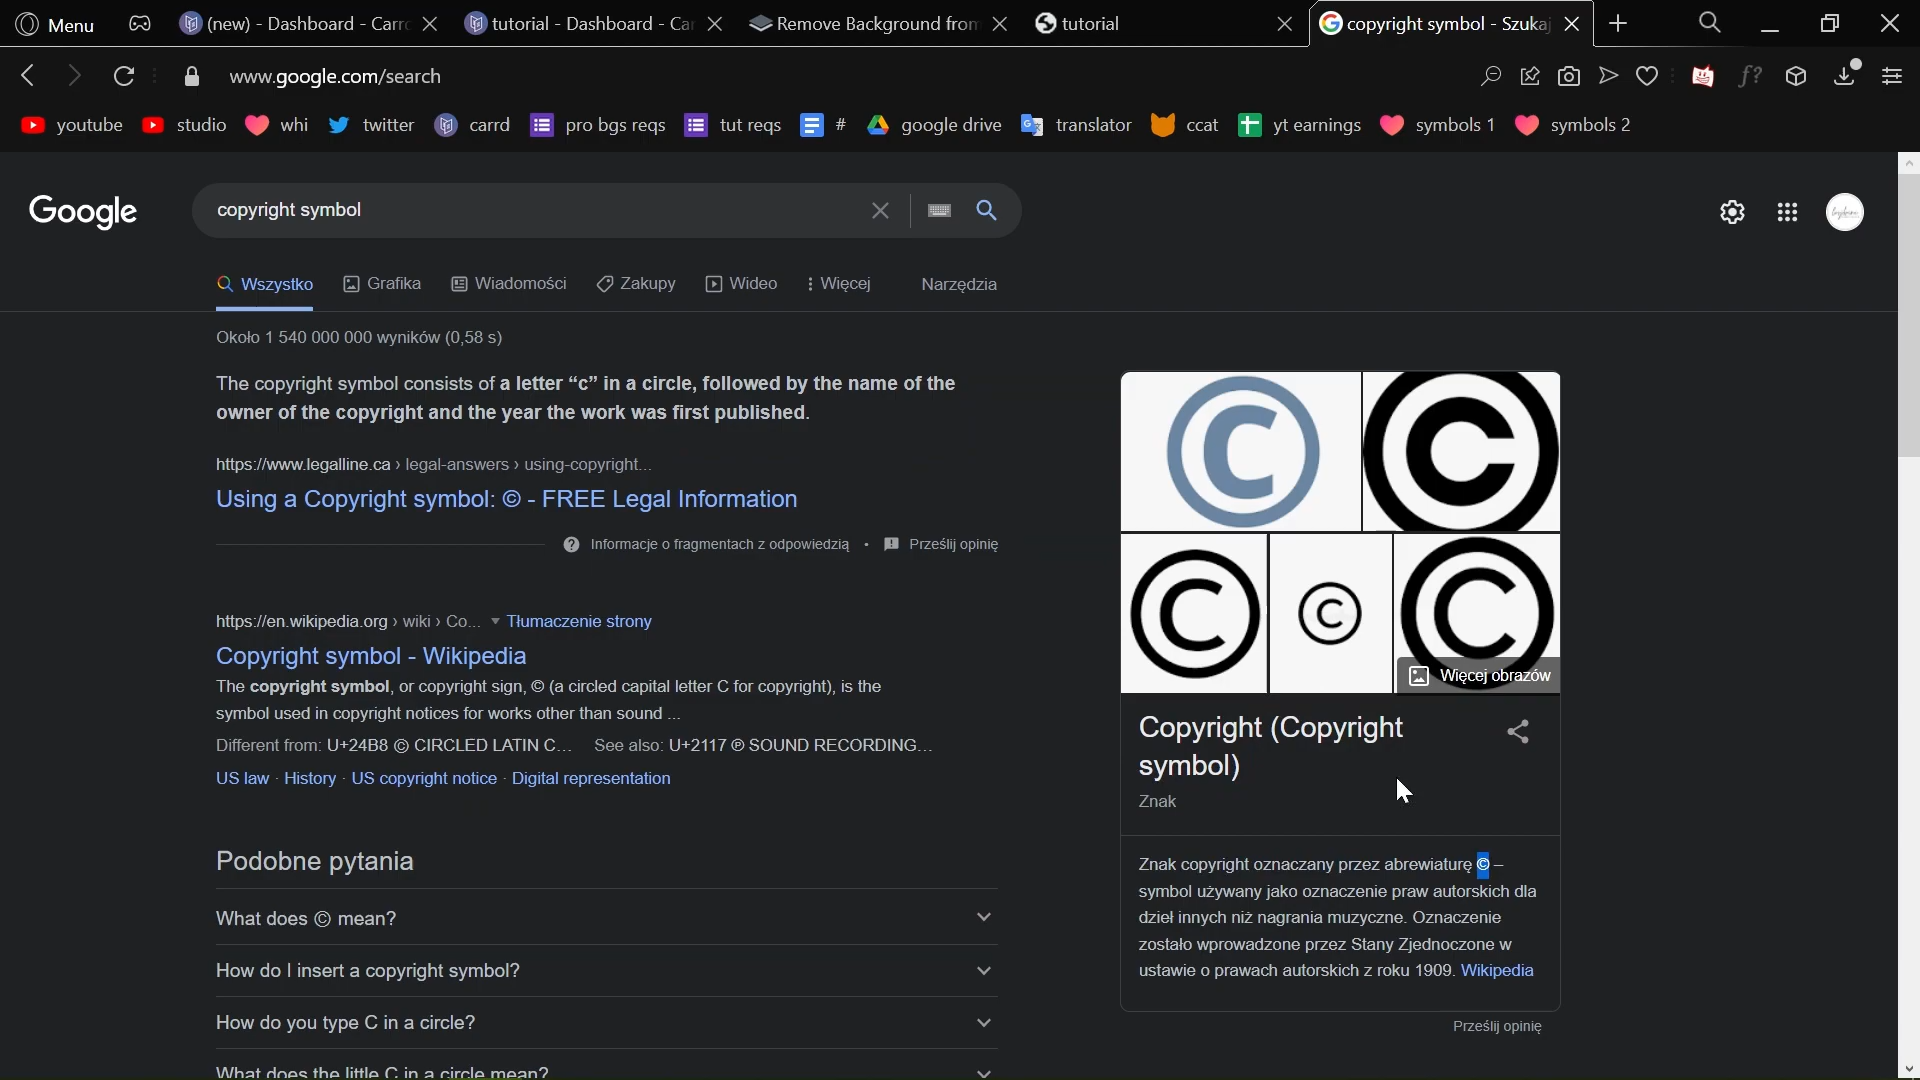 Menu
(new) - Dashboard - Carr
tutorial - Dashboard - Car
Remove Background from
tutorial
copyright symbol - Szukaj
www.google.com/search
f?
youtube studio whi twitter carrd pro bgs reqs tut reqs # google drive translator ccat yt earnings symbols 1 symbols 2
Google
copyright symbol
Wszystko Grafika Wiadomości Zakupy Wideo Więcej Narzędzia
Około 1 540 000 000 wyników (0,58 s)
The copyright symbol consists of a letter “c” in a circle, followed by the name of the
owner of the copyright and the year the work was first published.
https://www.legalline.ca › legal-answers › using-copyright...
Using a Copyright symbol: © - FREE Legal Information
Informacje o fragmentach z odpowiedzią • Prześlij opinię
https://en.wikipedia.org › wiki › Co... Tłumaczenie strony
Copyright symbol - Wikipedia
The copyright symbol, or copyright sign, © (a circled capital letter C for copyright), is the
symbol used in copyright notices for works other than sound ...
Different from: U+24B8 Ⓒ CIRCLED LATIN C... See also: U+2117 ℗ SOUND RECORDING...
US law · History · US copyright notice · Digital representation
Podobne pytania
What does © mean?
How do I insert a copyright symbol?
How do you type C in a circle?
What does the little C in a circle mean?
© ©
© © ©
Więcej obrazów
Copyright (Copyright
symbol)
Znak
Znak copyright oznaczany przez abrewiaturę © –
symbol używany jako oznaczenie praw autorskich dla
dzieł innych niż nagrania muzyczne. Oznaczenie
zostało wprowadzone przez Stany Zjednoczone w
ustawie o prawach autorskich z roku 1909. Wikipedia
Prześlij opinię